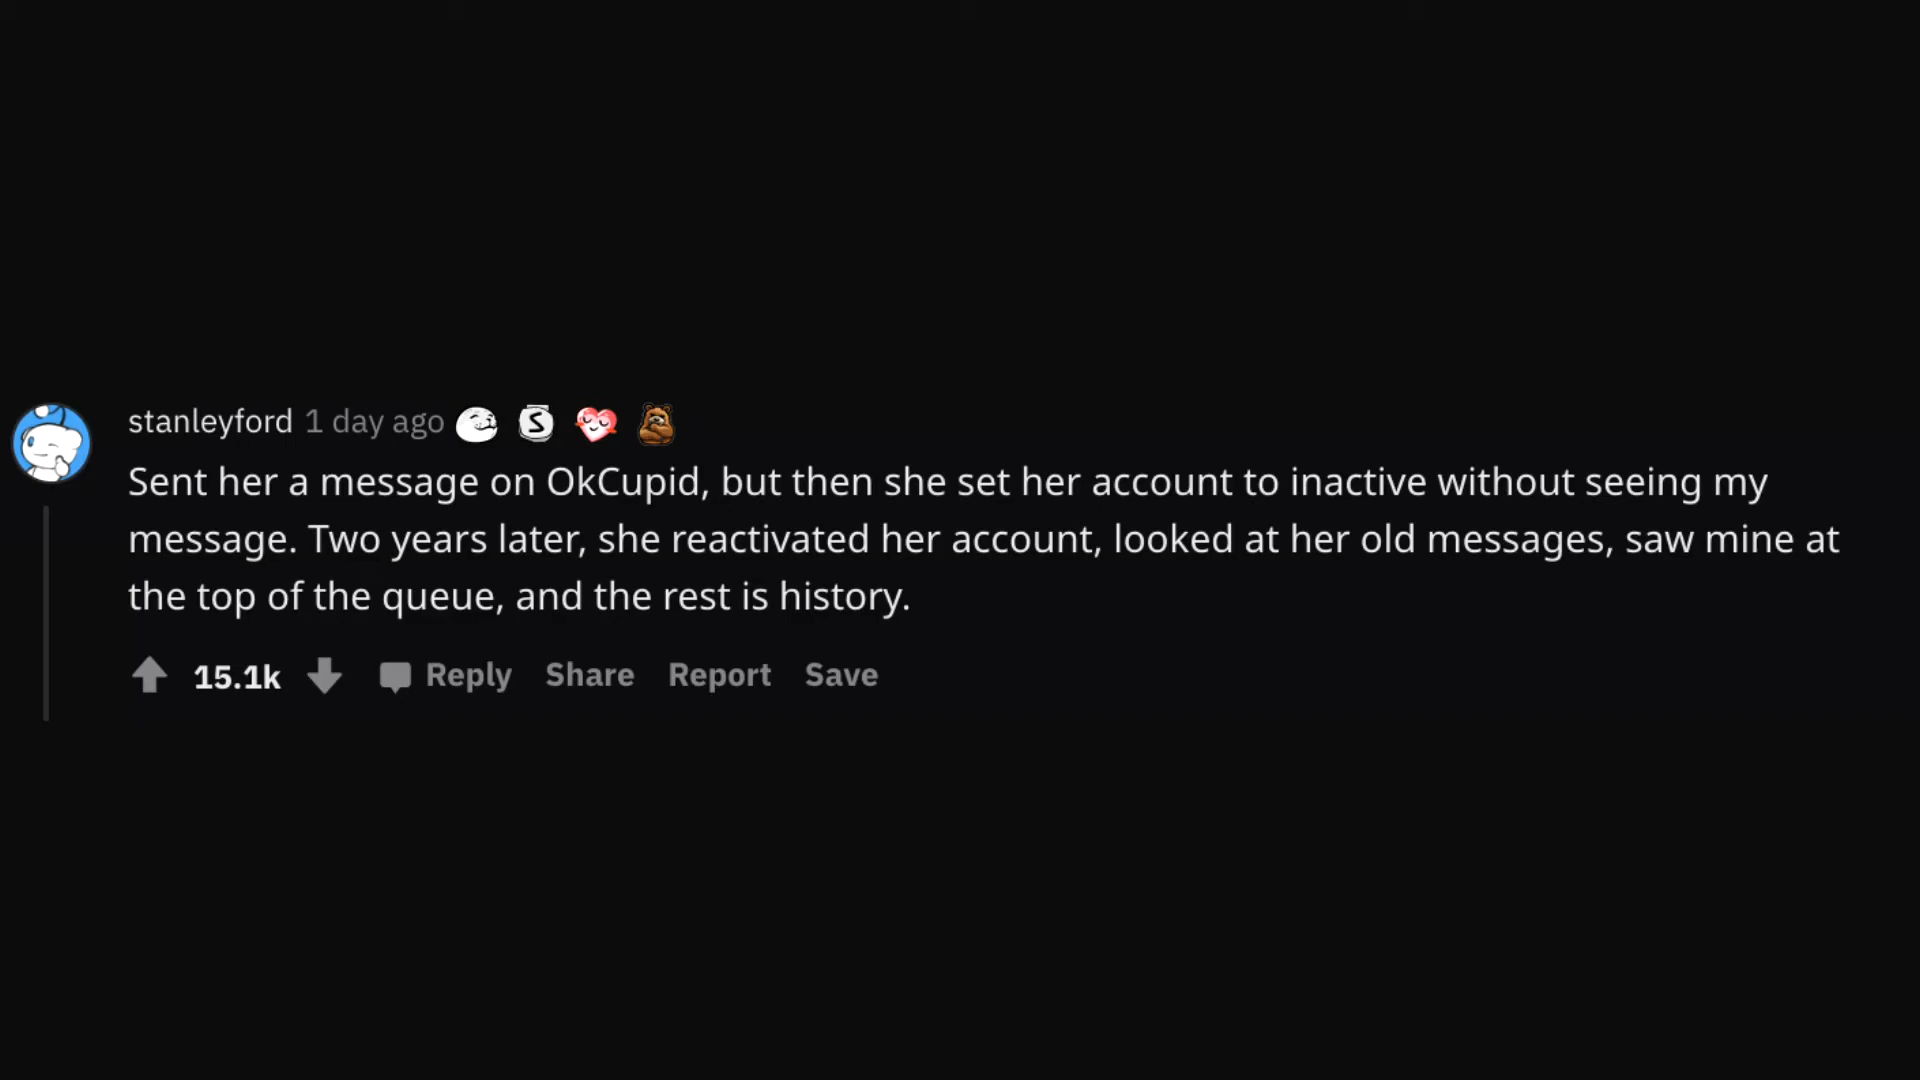 stanleyford 1 day ago
Sent her a message on OkCupid, but then she set her account to inactive without seeing my
message. Two years later, she reactivated her account, looked at her old messages, saw mine at
the top of the queue, and the rest is history.
15.1k Reply Share Report Save